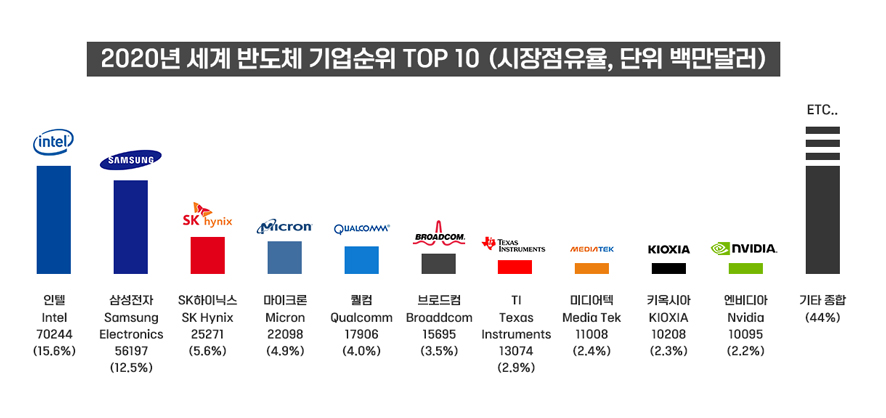 2020년 세계 반도체 기업순위 TOP 10 (시장점유율, 단위 백만달러)
ETC..
intel
SAMSUNG
SK hynix
Micron
QUALCOMM
BROADCOM
TEXAS
INSTRUMENTS
MEDIATEK
KIOXIA
NVIDIA
인텔
Intel
70244
(15.6%)
삼성전자
Samsung
Electronics
56197
(12.5%)
SK하이닉스
SK Hynix
25271
(5.6%)
마이크론
Micron
22098
(4.9%)
퀄컴
Qualcomm
17906
(4.0%)
브로드컴
Broaddcom
15695
(3.5%)
TI
Texas
Instruments
13074
(2.9%)
미디어텍
Media Tek
11008
(2.4%)
키옥시아
KIOXIA
10208
(2.3%)
엔비디아
Nvidia
10095
(2.2%)
기타 종합
(44%)